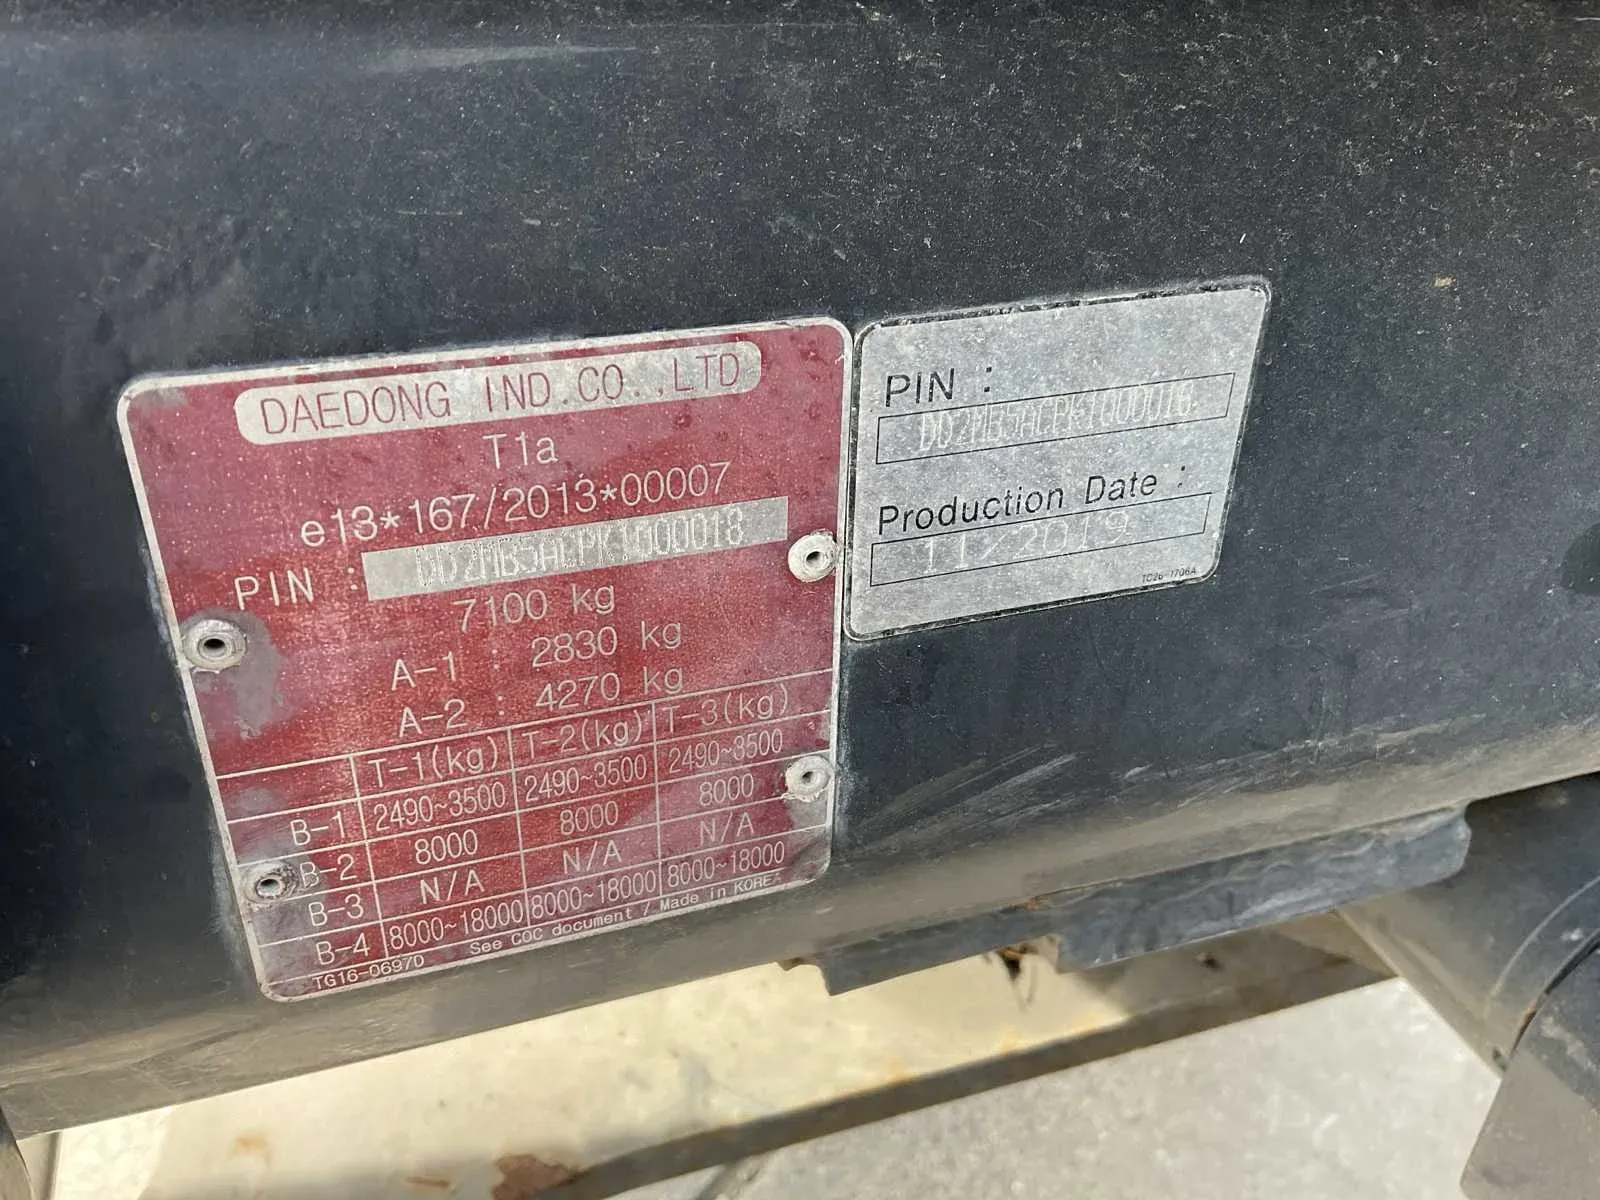 DAEDONG IND.CO.,LTD
T1a
e13*167/2013*00007
PIN : DD2MB5ACPK1000018
7100 kg
A-1 : 2830 kg
A-2 : 4270 kg
T-1(kg) T-2(kg) T-3(kg)
B-1 2490~3500 2490~3500 2490~3500
B-2 8000 8000 8000
B-3 N/A N/A N/A
B-4 8000~18000 8000~18000 8000~18000
TG16-0697D See COC document / Made in KOREA
PIN :
Production Date :
11/2019
TC26-1706A